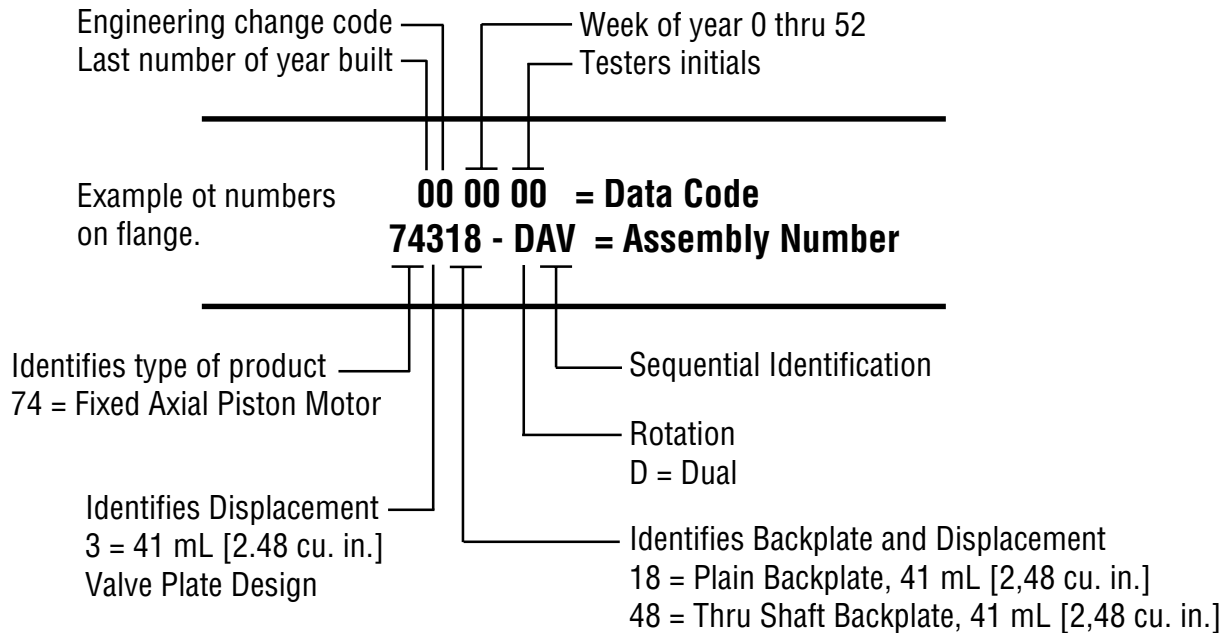 Engineering change code
Last number of year built
Week of year 0 thru 52
Testers initials
Example ot numbers
on flange.
00 00 00 = Data Code
74318 - DAV = Assembly Number
Identifies type of product
74 = Fixed Axial Piston Motor
Sequential Identification
Rotation
D = Dual
Identifies Displacement
3 = 41 mL [2.48 cu. in.]
Valve Plate Design
Identifies Backplate and Displacement
18 = Plain Backplate, 41 mL [2,48 cu. in.]
48 = Thru Shaft Backplate, 41 mL [2,48 cu. in.]